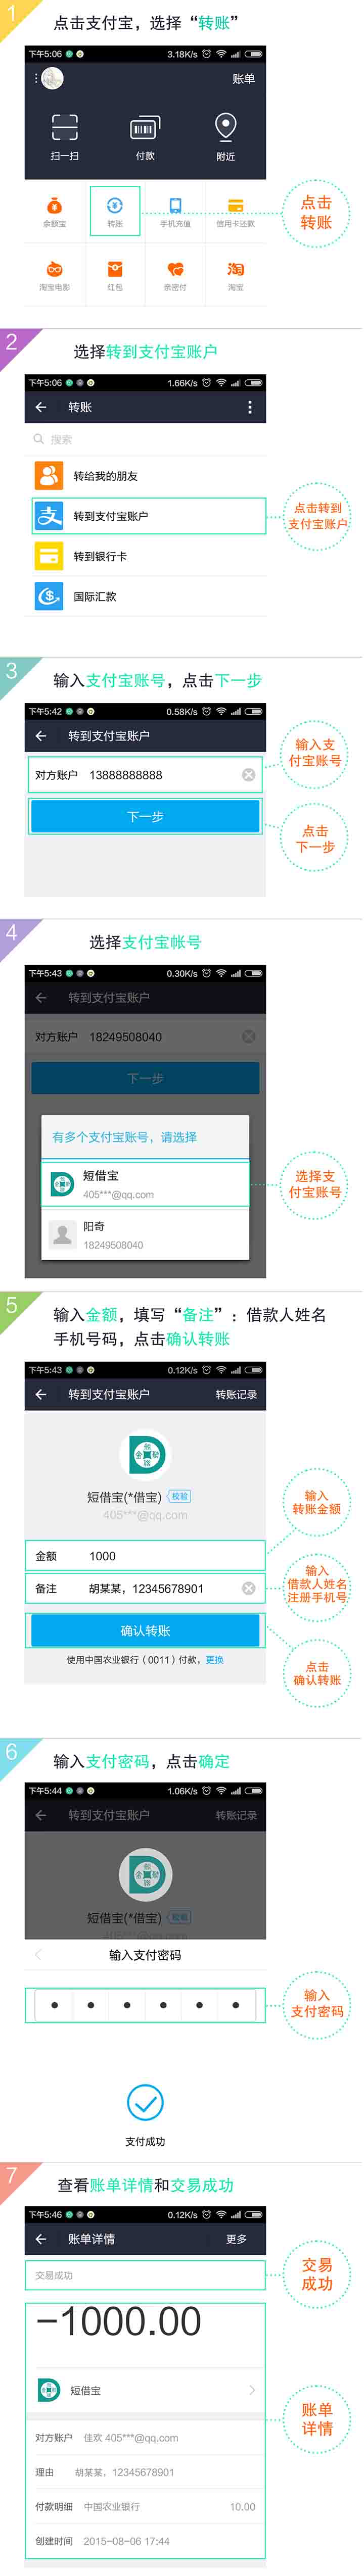 1
点击支付宝，选择“转账”
下午5:06
3.18K/s
账单
扫一扫
付款
附近
余额宝
转账
手机充值
信用卡还款
淘宝电影
红包
亲密付
淘宝
点击
转账
2
选择转到支付宝账户
下午5:06
1.66K/s
转账
搜索
转给我的朋友
转到支付宝账户
转到银行卡
国际汇款
点击转到
支付宝账户
3
输入支付宝账号，点击下一步
下午5:42
0.58K/s
转到支付宝账户
对方账户 13888888888
下一步
输入支
付宝账号
点击
下一步
4
选择支付宝帐号
下午5:43
0.30K/s
转到支付宝账户
对方账户 18249508040
下一步
有多个支付宝账号，请选择
短借宝
405***@qq.com
阳奇
18249508040
选择支
付宝账号
5
输入金额，填写“备注”：借款人姓名
手机号码，点击确认转账
下午5:43
0.12K/s
转到支付宝账户
转账记录
短借宝(*借宝) 校验
405***@qq.com
金额 1000
备注 胡某某，12345678901
确认转账
使用中国农业银行（0011）付款，更换
输入
转账金额
输入
借款人姓名
注册手机号
点击
确认转账
6
输入支付密码，点击确定
下午5:44
1.06K/s
转到支付宝账户
转账记录
短借宝(*借宝) 校验
405***@qq.com
输入支付密码
输入
支付密码
支付成功
7
查看账单详情和交易成功
下午5:46
0.12K/s
账单详情
更多
交易成功
-1000.00
短借宝
对方账户 佳欢 405***@qq.com
理由 胡某某，12345678901
付款明细 中国农业银行 10.00
创建时间 2015-08-06 17:44
交易
成功
账单
详情